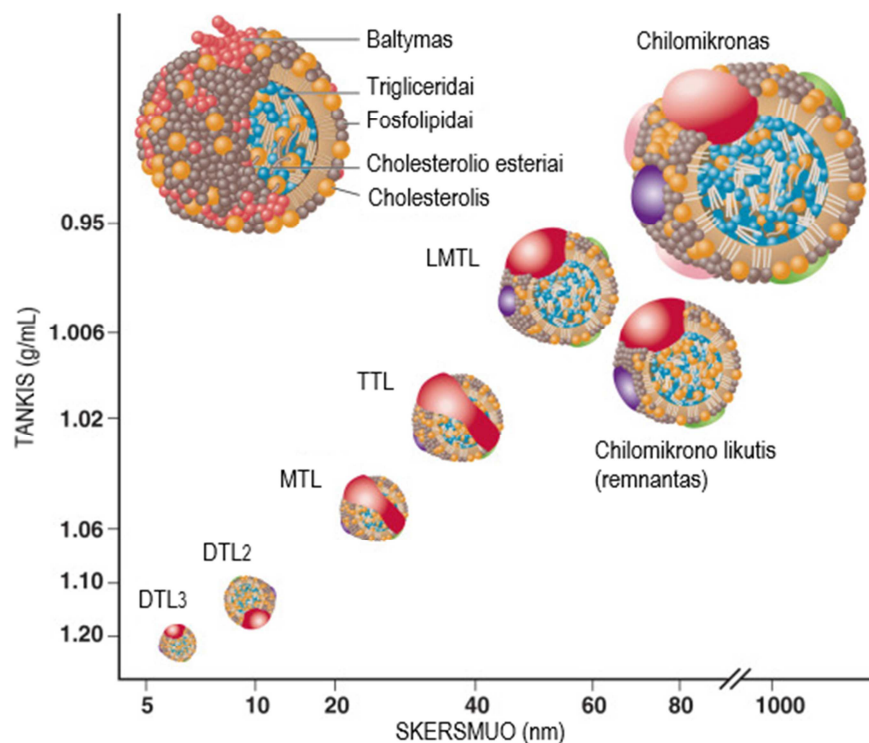 Baltymas
Trigliceridai
Fosfolipidai
Cholesterolio esteriai
Cholesterolis
Chilomikronas
LMTL
TTL
MTL
DTL2
DTL3
Chilomikrono likutis
(remnantas)
TANKIS (g/mL)
0.95
1.006
1.02
1.06
1.10
1.20
5 10 20 40 60 80 1000
SKERSMUO (nm)